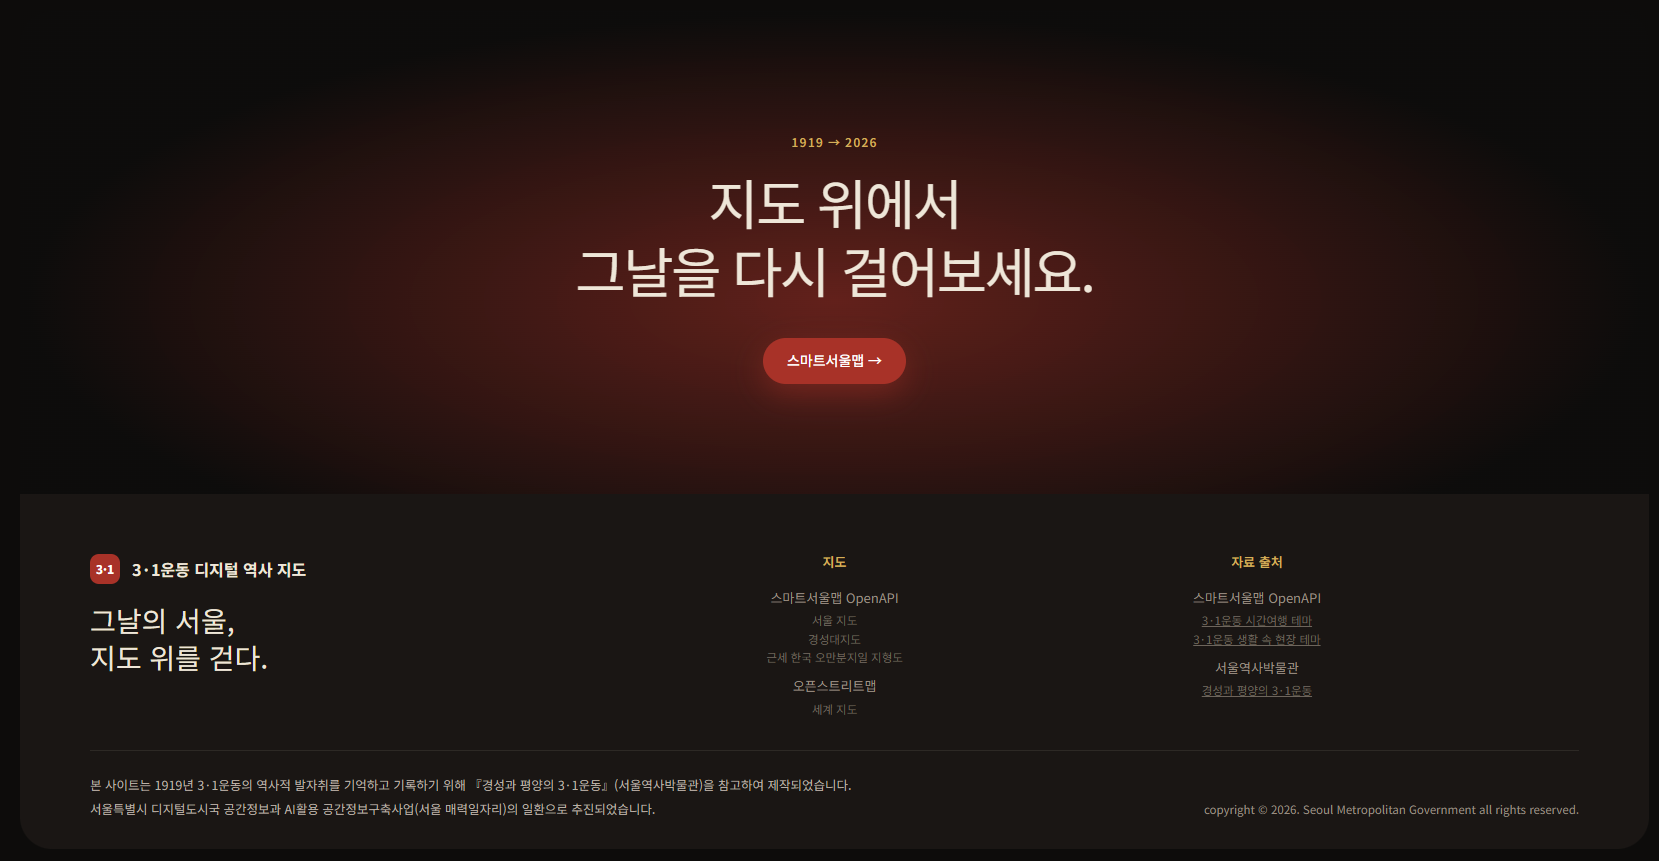 1919 → 2026
지도 위에서
그날을 다시 걸어보세요.
스마트서울맵 →
3·1
3·1운동 디지털 역사 지도
그날의 서울,
지도 위를 걷다.
지도
스마트서울맵 OpenAPI
서울 지도
경성대지도
근세 한국 오만분지일 지형도
오픈스트리트맵
세계 지도
자료 출처
스마트서울맵 OpenAPI
3·1운동 시간여행 테마
3·1운동 생활 속 현장 테마
서울역사박물관
경성과 평양의 3·1운동
본 사이트는 1919년 3·1운동의 역사적 발자취를 기억하고 기록하기 위해 『경성과 평양의 3·1운동』(서울역사박물관)을 참고하여 제작되었습니다.
서울특별시 디지털도시국 공간정보과 AI활용 공간정보구축사업(서울 매력일자리)의 일환으로 추진되었습니다.
copyright © 2026. Seoul Metropolitan Government all rights reserved.